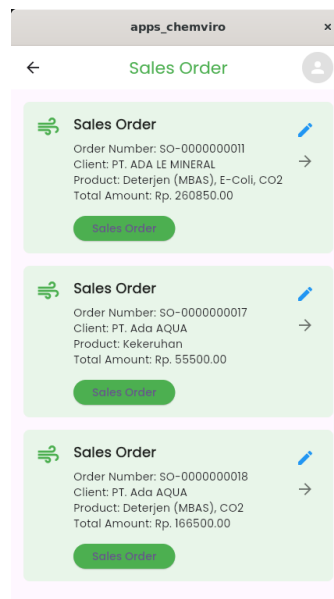 apps_chemviro ×
Sales Order
Sales Order
Order Number: SO-0000000011
Client: PT. ADA LE MINERAL
Product: Deterjen (MBAS), E-Coli, CO2
Total Amount: Rp. 260850.00
Sales Order
Sales Order
Order Number: SO-0000000017
Client: PT. Ada AQUA
Product: Kekeruhan
Total Amount: Rp. 55500.00
Sales Order
Sales Order
Order Number: SO-0000000018
Client: PT. Ada AQUA
Product: Deterjen (MBAS), CO2
Total Amount: Rp. 166500.00
Sales Order